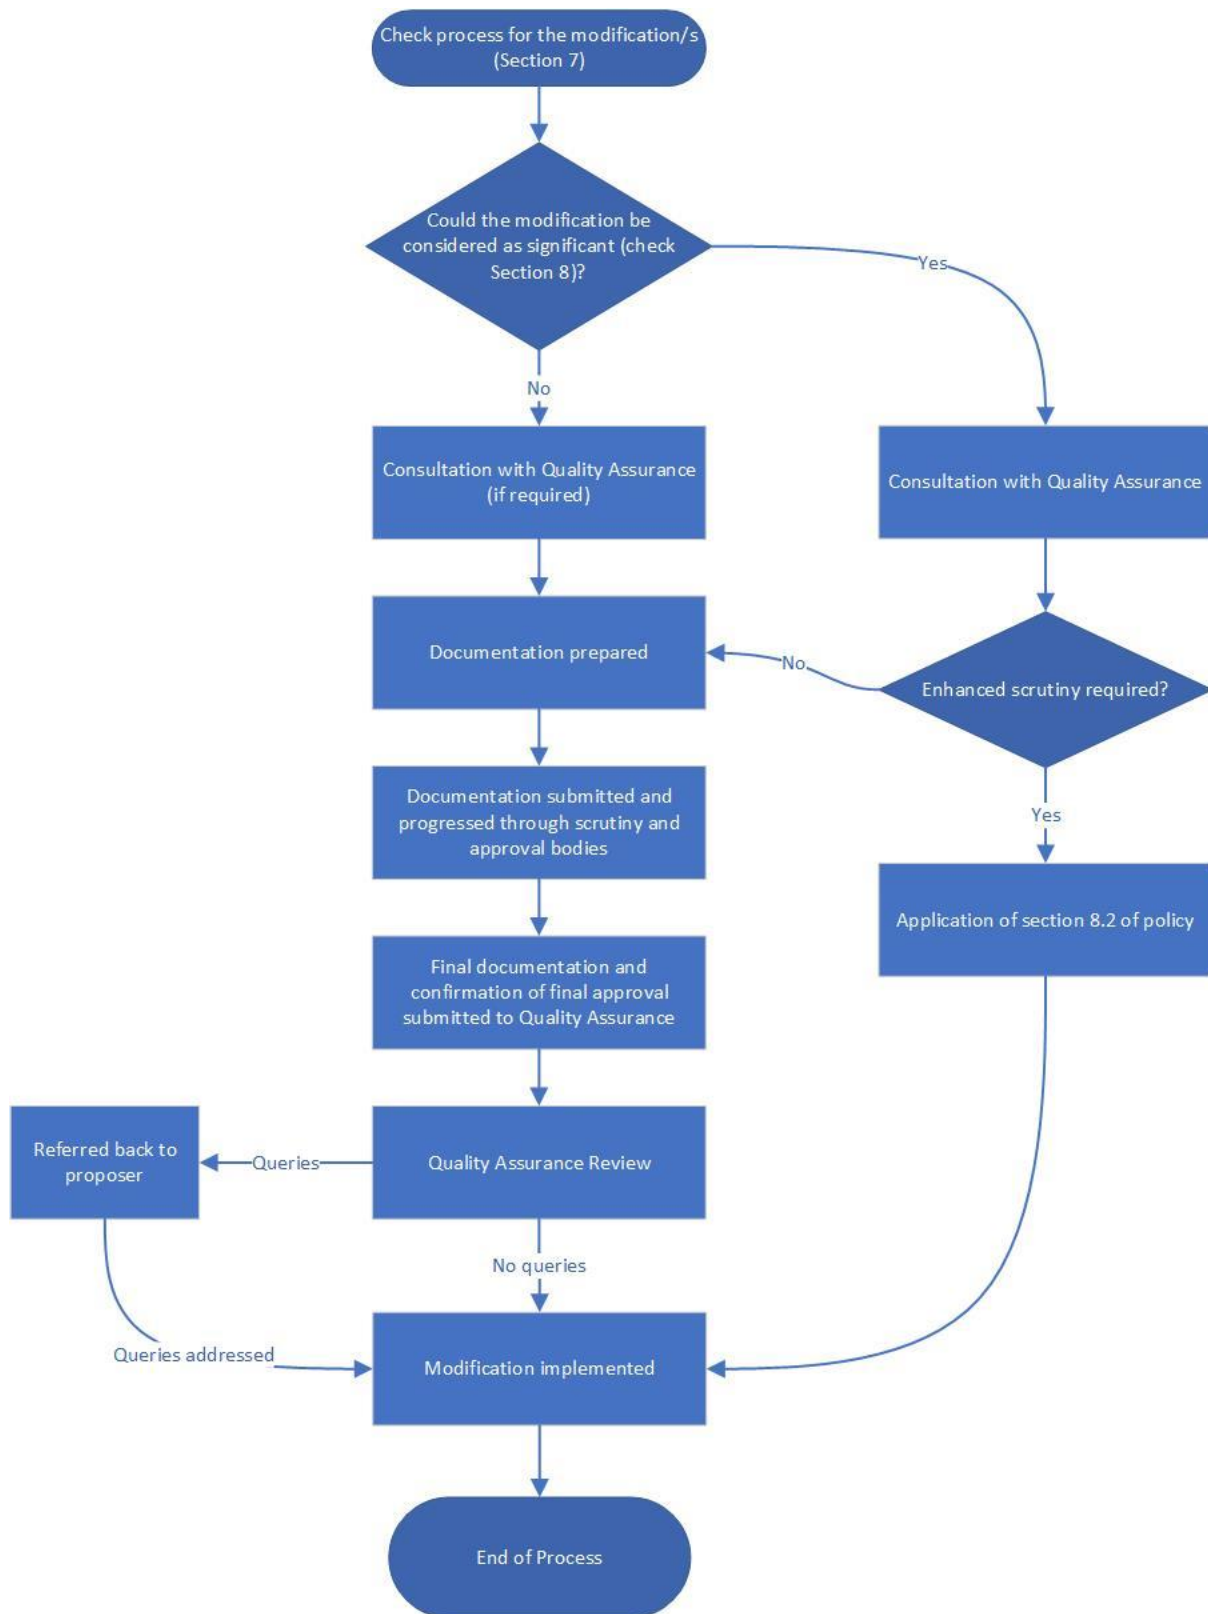 Check process for the modification/s
(Section 7)
Could the modification be
considered as significant (check
Section 8)?
Yes
No
Consultation with Quality Assurance
(if required)
Consultation with Quality Assurance
Documentation prepared
No
Enhanced scrutiny required?
Documentation submitted and
progressed through scrutiny and
approval bodies
Yes
Application of section 8.2 of policy
Final documentation and
confirmation of final approval
submitted to Quality Assurance
Referred back to
proposer
Queries
Quality Assurance Review
No queries
Queries addressed
Modification implemented
End of Process